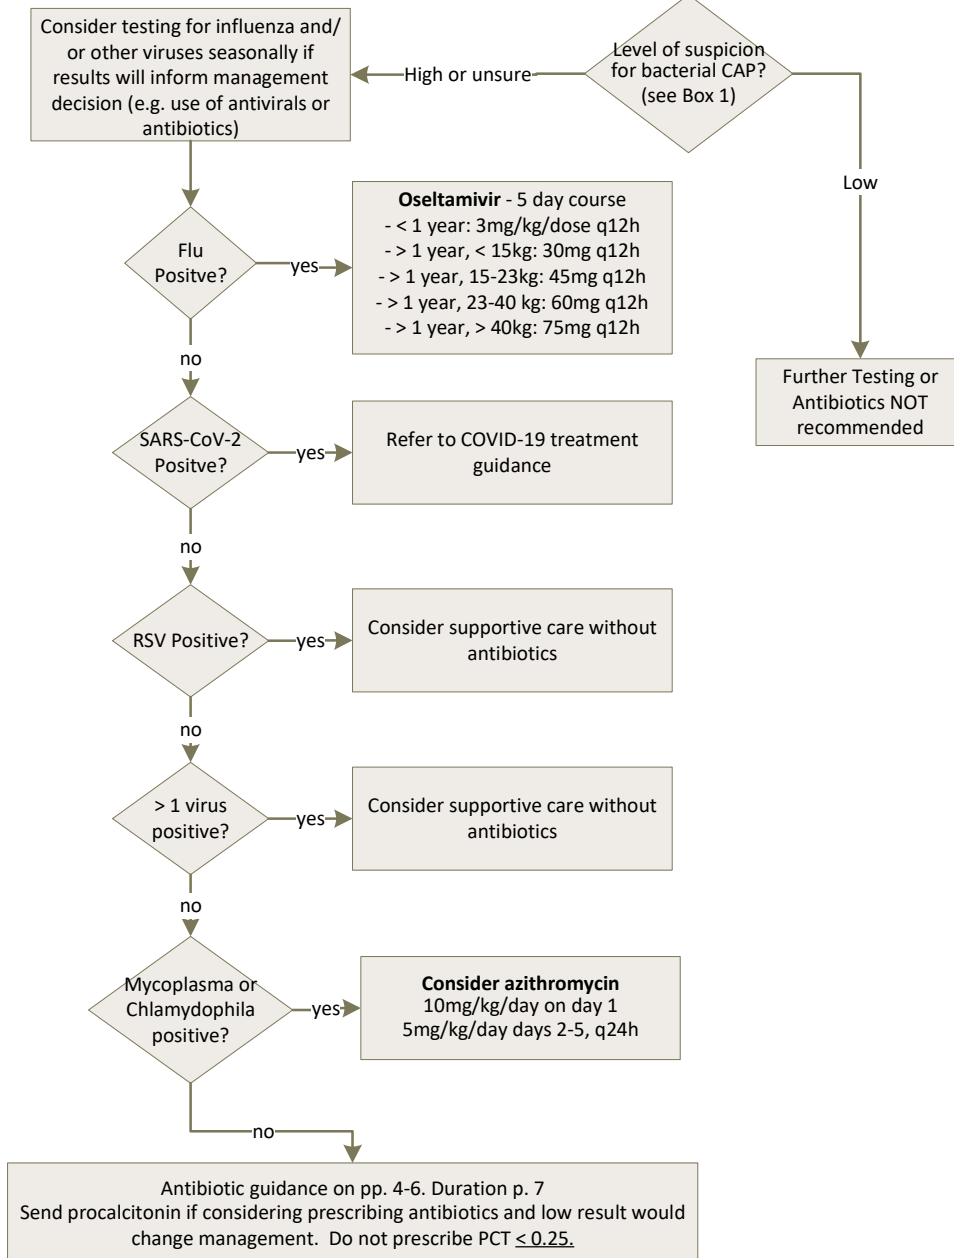 Consider testing for influenza and/
or other viruses seasonally if
results will inform management
decision (e.g. use of antivirals or
antibiotics)
High or unsure
Level of suspicion
for bacterial CAP?
(see Box 1)
Low
Further Testing or
Antibiotics NOT
recommended
Flu
Positve?
yes
Oseltamivir - 5 day course
- < 1 year: 3mg/kg/dose q12h
- > 1 year, < 15kg: 30mg q12h
- > 1 year, 15-23kg: 45mg q12h
- > 1 year, 23-40 kg: 60mg q12h
- > 1 year, > 40kg: 75mg q12h
no
SARS-CoV-2
Positve?
yes
Refer to COVID-19 treatment
guidance
no
RSV Positive?
yes
Consider supportive care without
antibiotics
no
> 1 virus
positive?
yes
Consider supportive care without
antibiotics
no
Mycoplasma or
Chlamydophila
positive?
yes
Consider azithromycin
10mg/kg/day on day 1
5mg/kg/day days 2-5, q24h
no
Antibiotic guidance on pp. 4-6. Duration p. 7
Send procalcitonin if considering prescribing antibiotics and low result would
change management.  Do not prescribe PCT < 0.25.